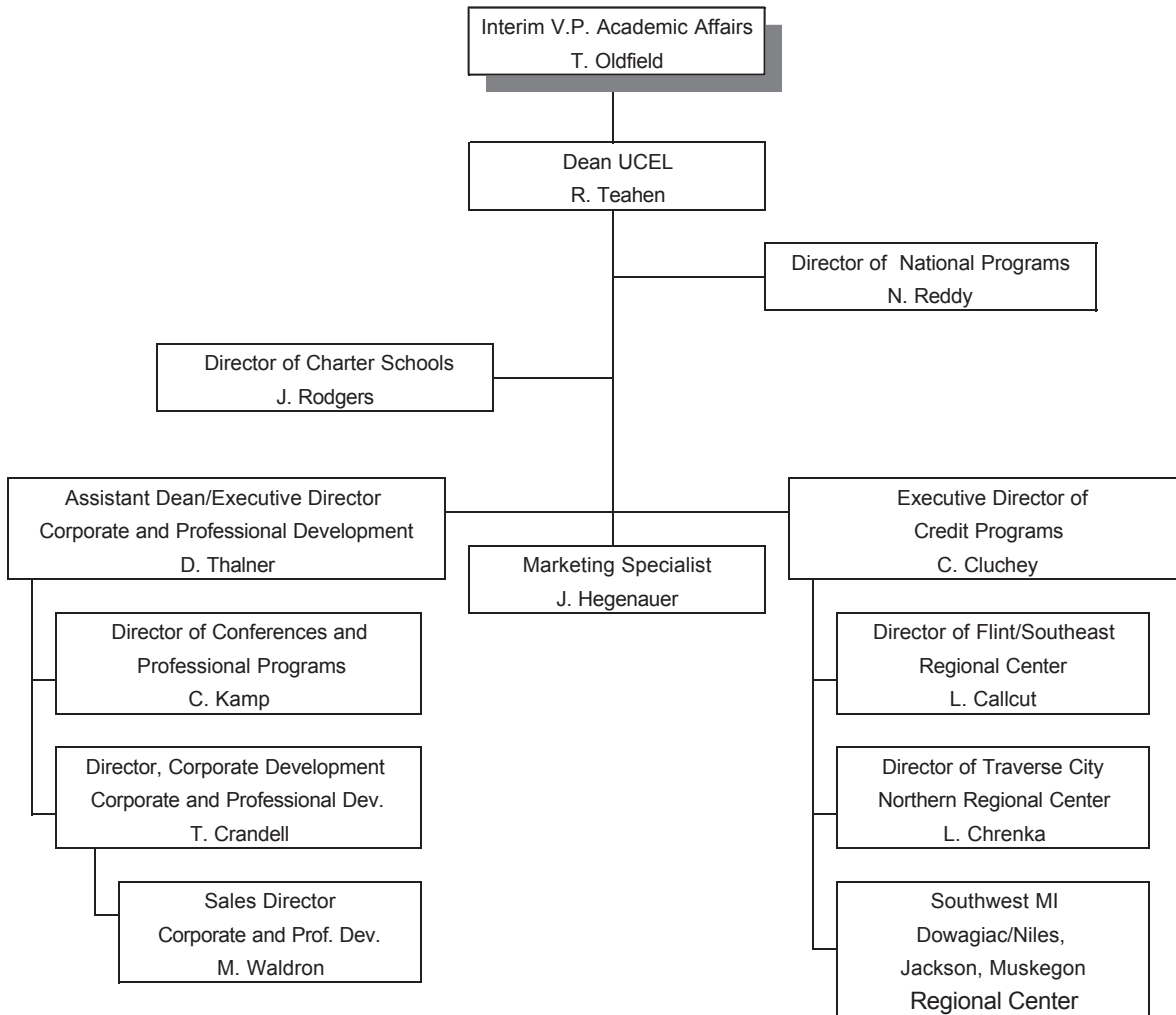 Interim V.P. Academic Affairs
T. Oldfield
Dean UCEL
R. Teahen
Director of National Programs
N. Reddy
Director of Charter Schools
J. Rodgers
Assistant Dean/Executive Director
Corporate and Professional Development
D. Thalner
Marketing Specialist
J. Hegenauer
Executive Director of
Credit Programs
C. Cluchey
Director of Conferences and
Professional Programs
C. Kamp
Director, Corporate Development
Corporate and Professional Dev.
T. Crandell
Sales Director
Corporate and Prof. Dev.
M. Waldron
Director of Flint/Southeast
Regional Center
L. Callcut
Director of Traverse City
Northern Regional Center
L. Chrenka
Southwest MI
Dowagiac/Niles,
Jackson, Muskegon
Regional Center